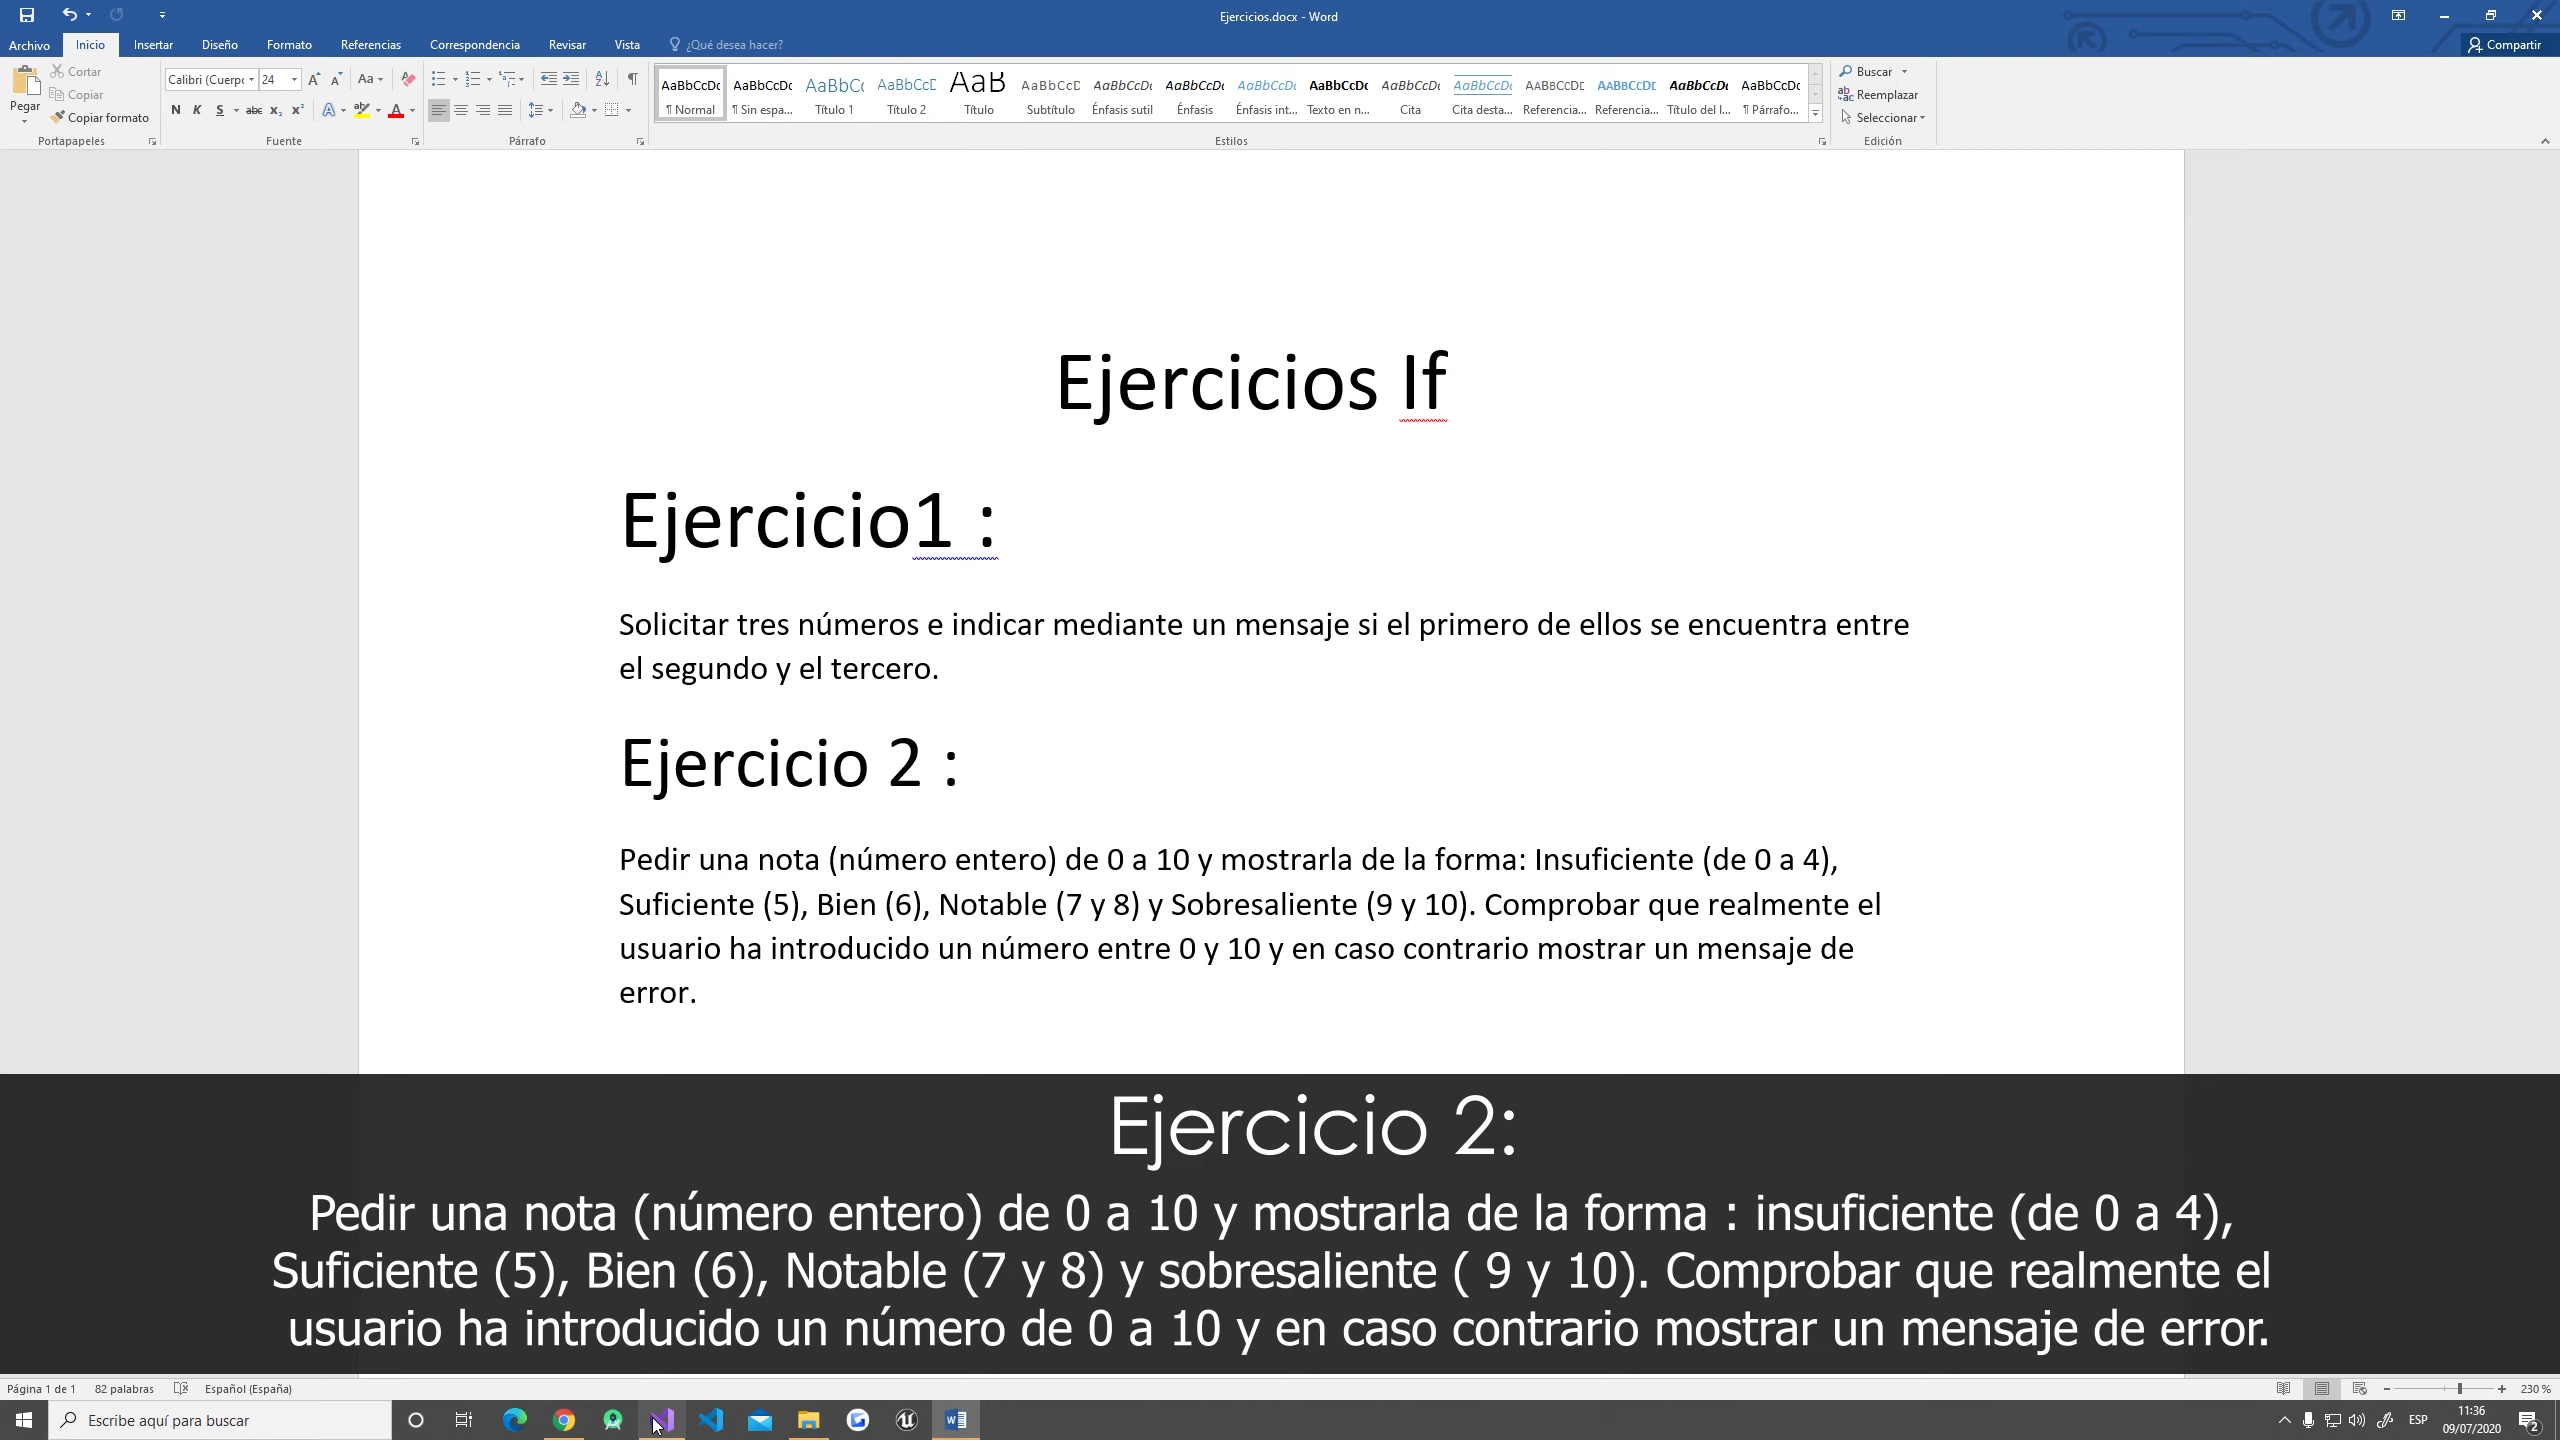 Ejercicios.docx - Word
Archivo Inicio Insertar Diseño Formato Referencias Correspondencia Revisar Vista ¿Qué desea hacer? Compartir
Pegar Cortar Copiar Copiar formato
Calibri (Cuerpo 24 Aa
N K S abc x₂ x² A A
AaBbCcDc AaBbCcDc AaBbCc AaBbCcD AaB AaBbCcD AaBbCcDc AaBbCcDc AaBbCcDc AaBbCcDc AaBbCcDc AaBbCcDc AaBbCcDd AaBbCcDd AaBbCcDc AaBbCcDc
¶ Normal ¶ Sin espa... Título 1 Título 2 Título Subtítulo Énfasis sutil Énfasis Énfasis int... Texto en n... Cita Cita desta... Referencia... Referencia... Título del l... ¶ Párrafo...
Buscar
Reemplazar
Seleccionar
Portapapeles Fuente Párrafo Estilos Edición
Ejercicios If
Ejercicio1 :
Solicitar tres números e indicar mediante un mensaje si el primero de ellos se encuentra entre
el segundo y el tercero.
Ejercicio 2 :
Pedir una nota (número entero) de 0 a 10 y mostrarla de la forma: Insuficiente (de 0 a 4),
Suficiente (5), Bien (6), Notable (7 y 8) y Sobresaliente (9 y 10). Comprobar que realmente el
usuario ha introducido un número entre 0 y 10 y en caso contrario mostrar un mensaje de
error.
Ejercicio 2:
Pedir una nota (número entero) de 0 a 10 y mostrarla de la forma : insuficiente (de 0 a 4),
Suficiente (5), Bien (6), Notable (7 y 8) y sobresaliente ( 9 y 10). Comprobar que realmente el
usuario ha introducido un número de 0 a 10 y en caso contrario mostrar un mensaje de error.
Página 1 de 1 82 palabras Español (España) 230 %
Escribe aquí para buscar ESP 11:36
09/07/2020 2